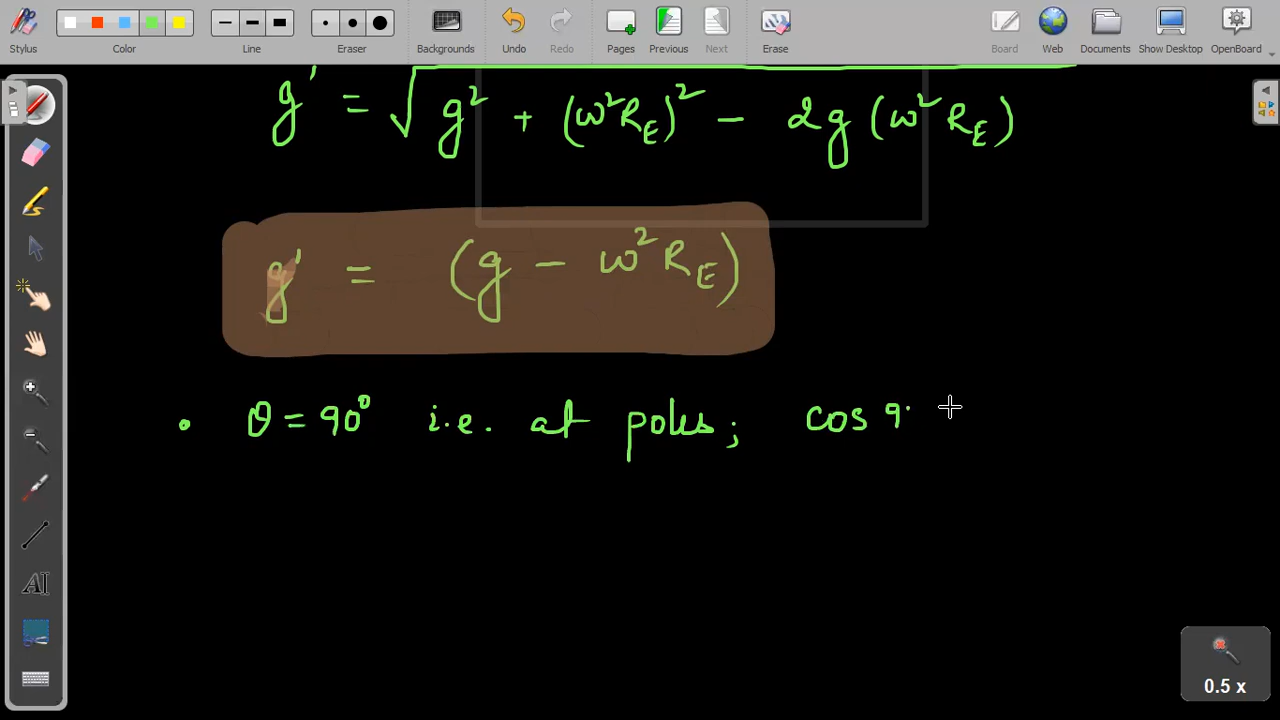 Stylus Color Line Eraser Backgrounds Undo Redo Pages Previous Next Erase Board Web Documents Show Desktop OpenBoard
g' = √ g² + (ω²R_E)² - 2g (ω²R_E)
g' = (g - ω²R_E)
• θ = 90° i.e. at poles; cos 9
0.5 x